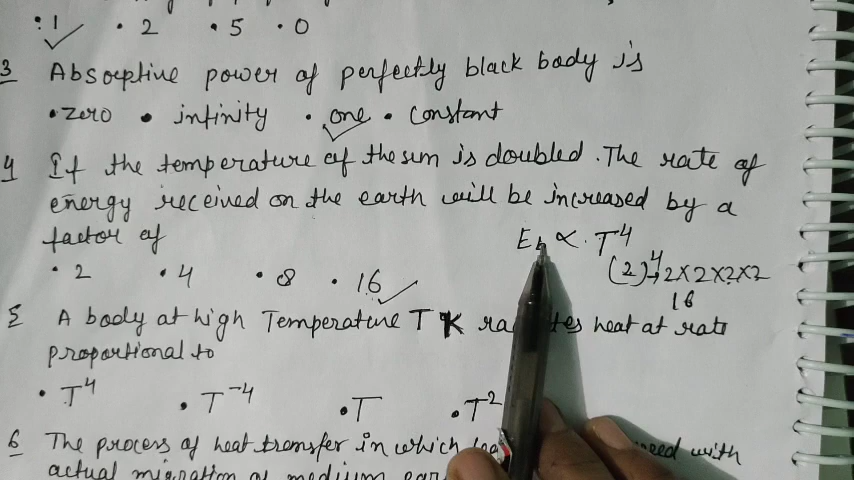 • 1 • 2 • 5 • 0
3 Absorptive power of perfectly black body is
• zero • infinity • one • constant
4 If the temperature of the sun is doubled. The rate of
energy received on the earth will be increased by a
factor of
E ∝ T⁴
(2)⁴→2×2×2×2
16
• 2 • 4 • 8 • 16
5 A body at high Temperature T K heat at rate
proportional to
• T⁴ • T⁻⁴ • T • T²
6 The process of heat transfer in which with
actual migration of medium